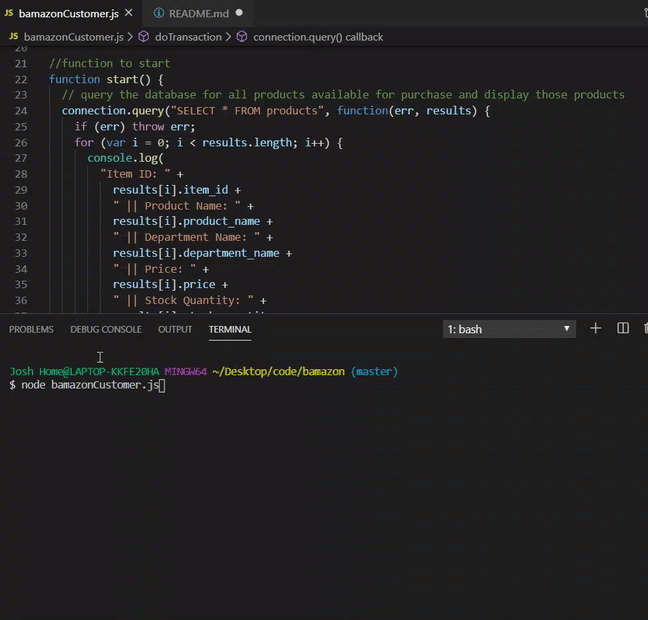 JS bamazonCustomer.js × ⓘ README.md ●
JS bamazonCustomer.js > doTransaction > connection.query() callback
20
21 //function to start
22 function start() {
23 // query the database for all products available for purchase and display those products
24 connection.query("SELECT * FROM products", function(err, results) {
25 if (err) throw err;
26 for (var i = 0; i < results.length; i++) {
27 console.log(
28 "Item ID: " +
29 results[i].item_id +
30 " || Product Name: " +
31 results[i].product_name +
32 " || Department Name: " +
33 results[i].department_name +
34 " || Price: " +
35 results[i].price +
36 " || Stock Quantity: " +
PROBLEMS DEBUG CONSOLE OUTPUT TERMINAL 1: bash
Josh Home@LAPTOP-KKFE20HA MINGW64 ~/Desktop/code/bamazon (master)
$ node bamazonCustomer.js